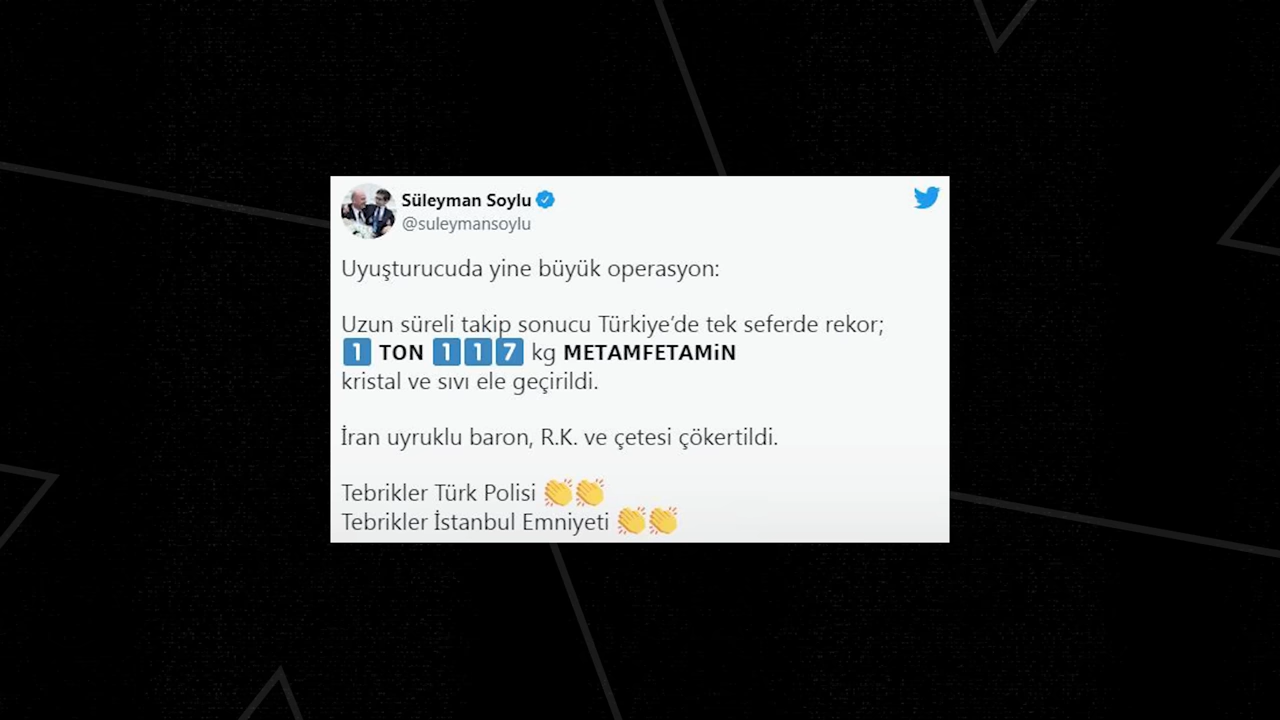 Süleyman Soylu
@suleymansoylu
Uyuşturucuda yine büyük operasyon:
Uzun süreli takip sonucu Türkiye'de tek seferde rekor;
1 TON 117 kg METAMFETAMiN
kristal ve sıvı ele geçirildi.
İran uyruklu baron, R.K. ve çetesi çökertildi.
Tebrikler Türk Polisi 👏👏
Tebrikler İstanbul Emniyeti 👏👏